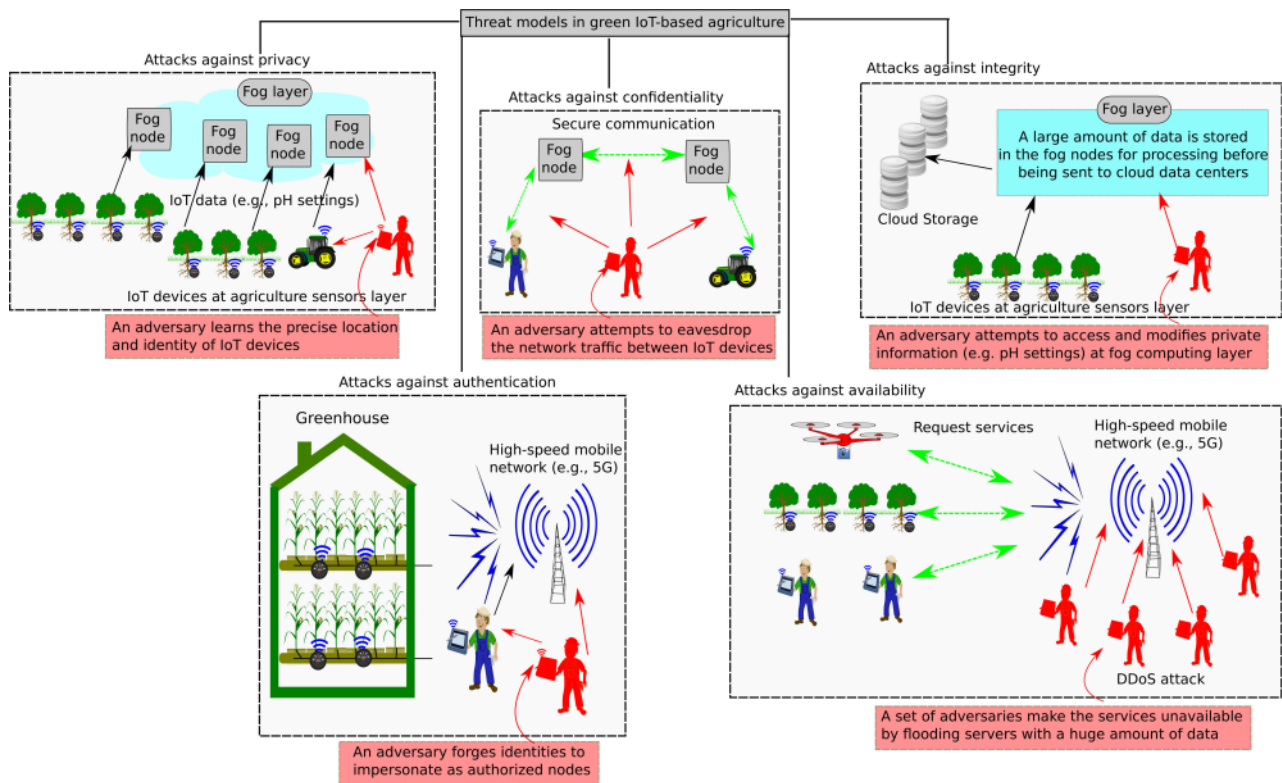 Threat models in green IoT-based agriculture
Attacks against privacy
Fog layer
Fog
node
Fog
node
Fog
node
Fog
node
IoT data (e.g., pH settings)
IoT devices at agriculture sensors layer
An adversary learns the precise location
and identity of IoT devices
Attacks against confidentiality
Secure communication
Fog
node
Fog
node
An adversary attempts to eavesdrop
the network traffic between IoT devices
Attacks against integrity
Fog layer
A large amount of data is stored
in the fog nodes for processing before
being sent to cloud data centers
Cloud Storage
IoT devices at agriculture sensors layer
An adversary attempts to access and modifies private
information (e.g. pH settings) at fog computing layer
Attacks against authentication
Greenhouse
High-speed mobile
network (e.g., 5G)
An adversary forges identities to
impersonate as authorized nodes
Attacks against availability
Request services
High-speed mobile
network (e.g., 5G)
DDoS attack
A set of adversaries make the services unavailable
by flooding servers with a huge amount of data